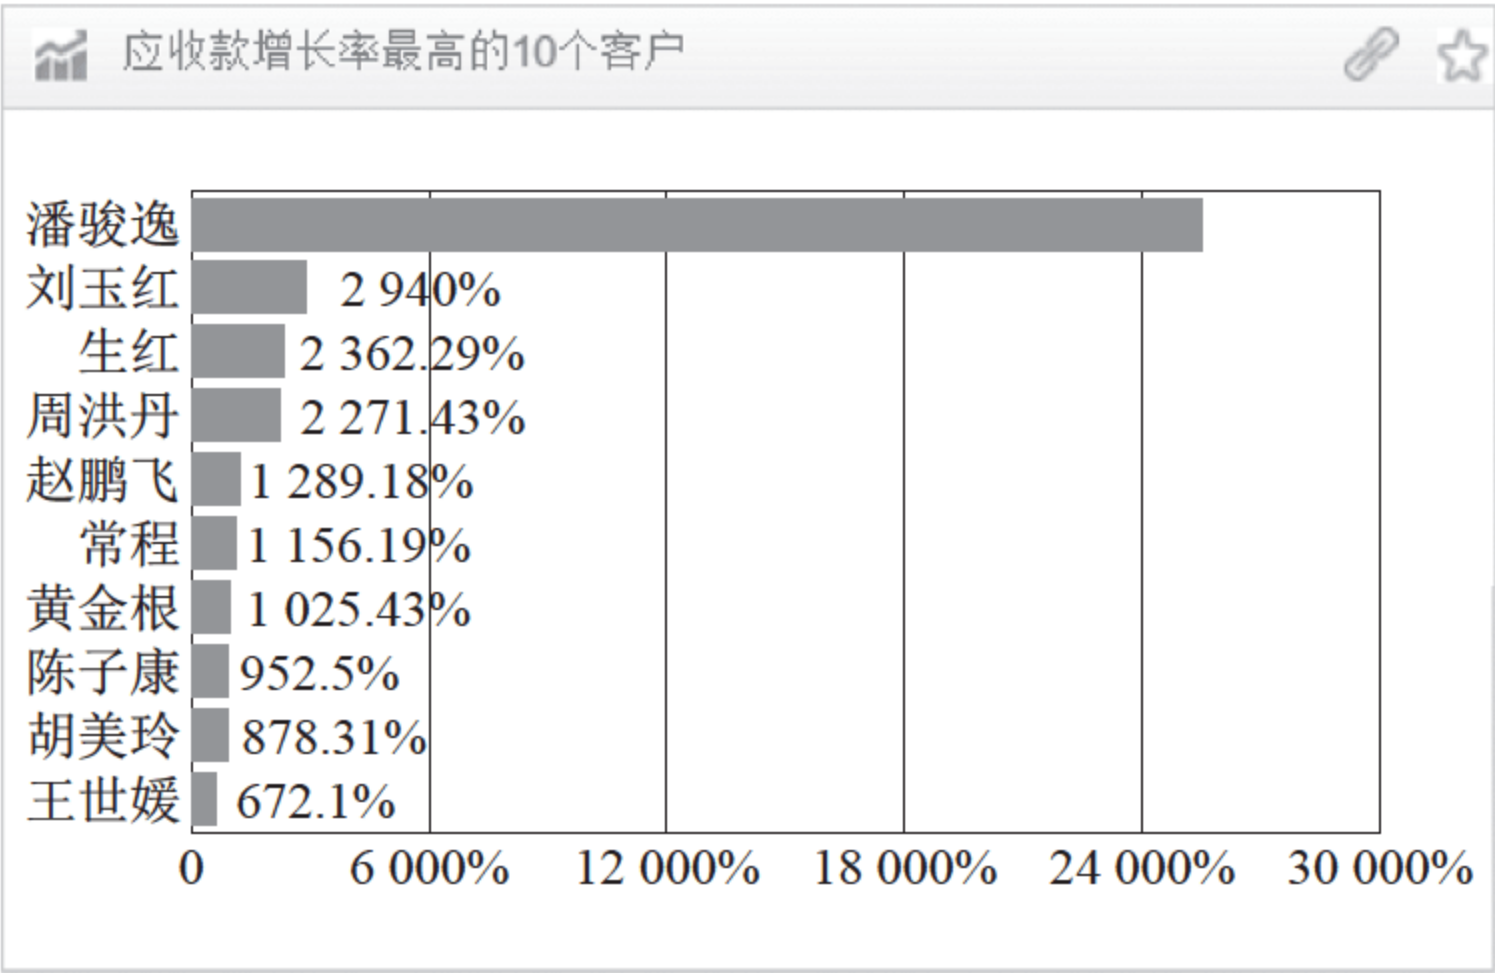 应收款增长率最高的10个客户
潘骏逸
刘玉红 2 940%
生红 2 362.29%
周洪丹 2 271.43%
赵鹏飞 1 289.18%
常程 1 156.19%
黄金根 1 025.43%
陈子康 952.5%
胡美玲 878.31%
王世媛 672.1%
0 6 000% 12 000% 18 000% 24 000% 30 000%